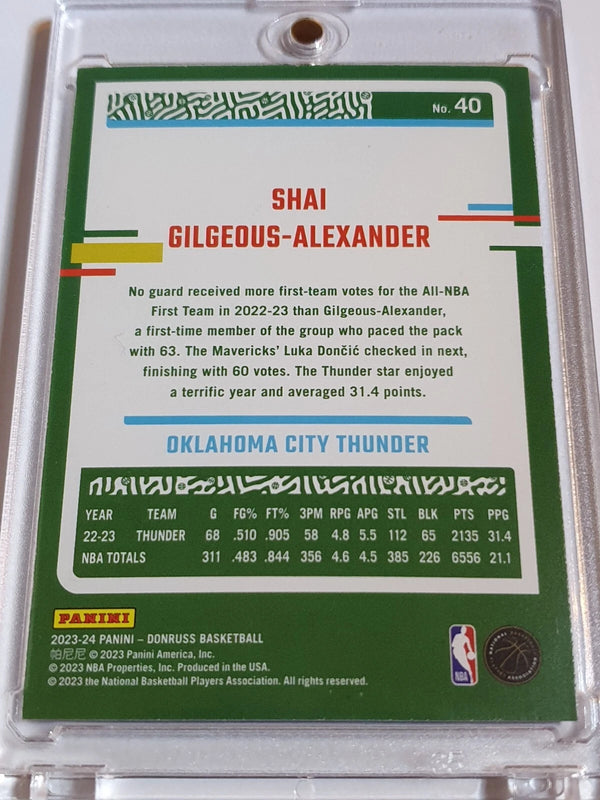 No. 40
SHAI
GILGEOUS-ALEXANDER
No guard received more first-team votes for the All-NBA
First Team in 2022-23 than Gilgeous-Alexander,
a first-time member of the group who paced the pack
with 63. The Mavericks' Luka Dončić checked in next,
finishing with 60 votes. The Thunder star enjoyed
a terrific year and averaged 31.4 points.
OKLAHOMA CITY THUNDER
YEAR TEAM G FG% FT% 3PM RPG APG STL BLK PTS PPG
22-23 THUNDER 68 .510 .905 58 4.8 5.5 112 65 2135 31.4
NBA TOTALS 311 .483 .844 356 4.6 4.5 385 226 6556 21.1
PANINI
2023-24 PANINI – DONRUSS BASKETBALL
帕尼尼 © 2023 Panini America, Inc.
© 2023 NBA Properties, Inc. Produced in the USA.
© 2023 the National Basketball Players Association. All rights reserved.
NBA